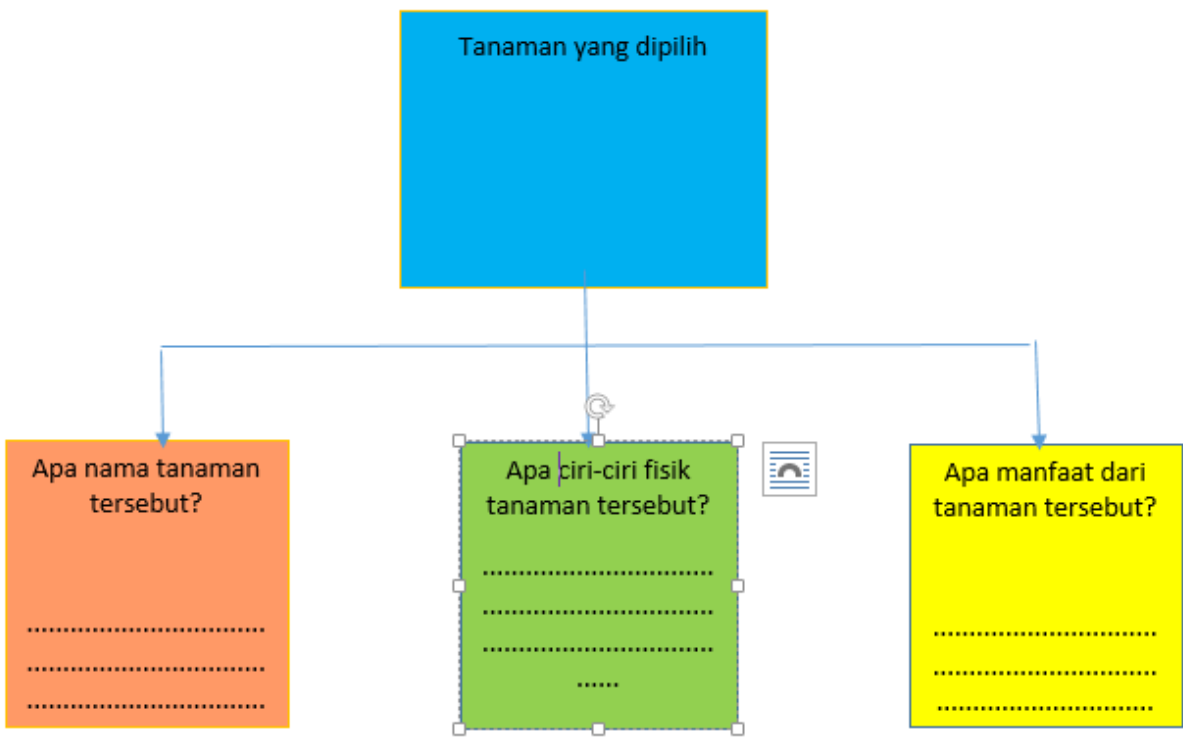 Tanaman yang dipilih
Apa nama tanaman
tersebut?
.................................
.................................
.................................
Apa ciri-ciri fisik
tanaman tersebut?
................................
................................
................................
......
Apa manfaat dari
tanaman tersebut?
...............................
...............................
..............................